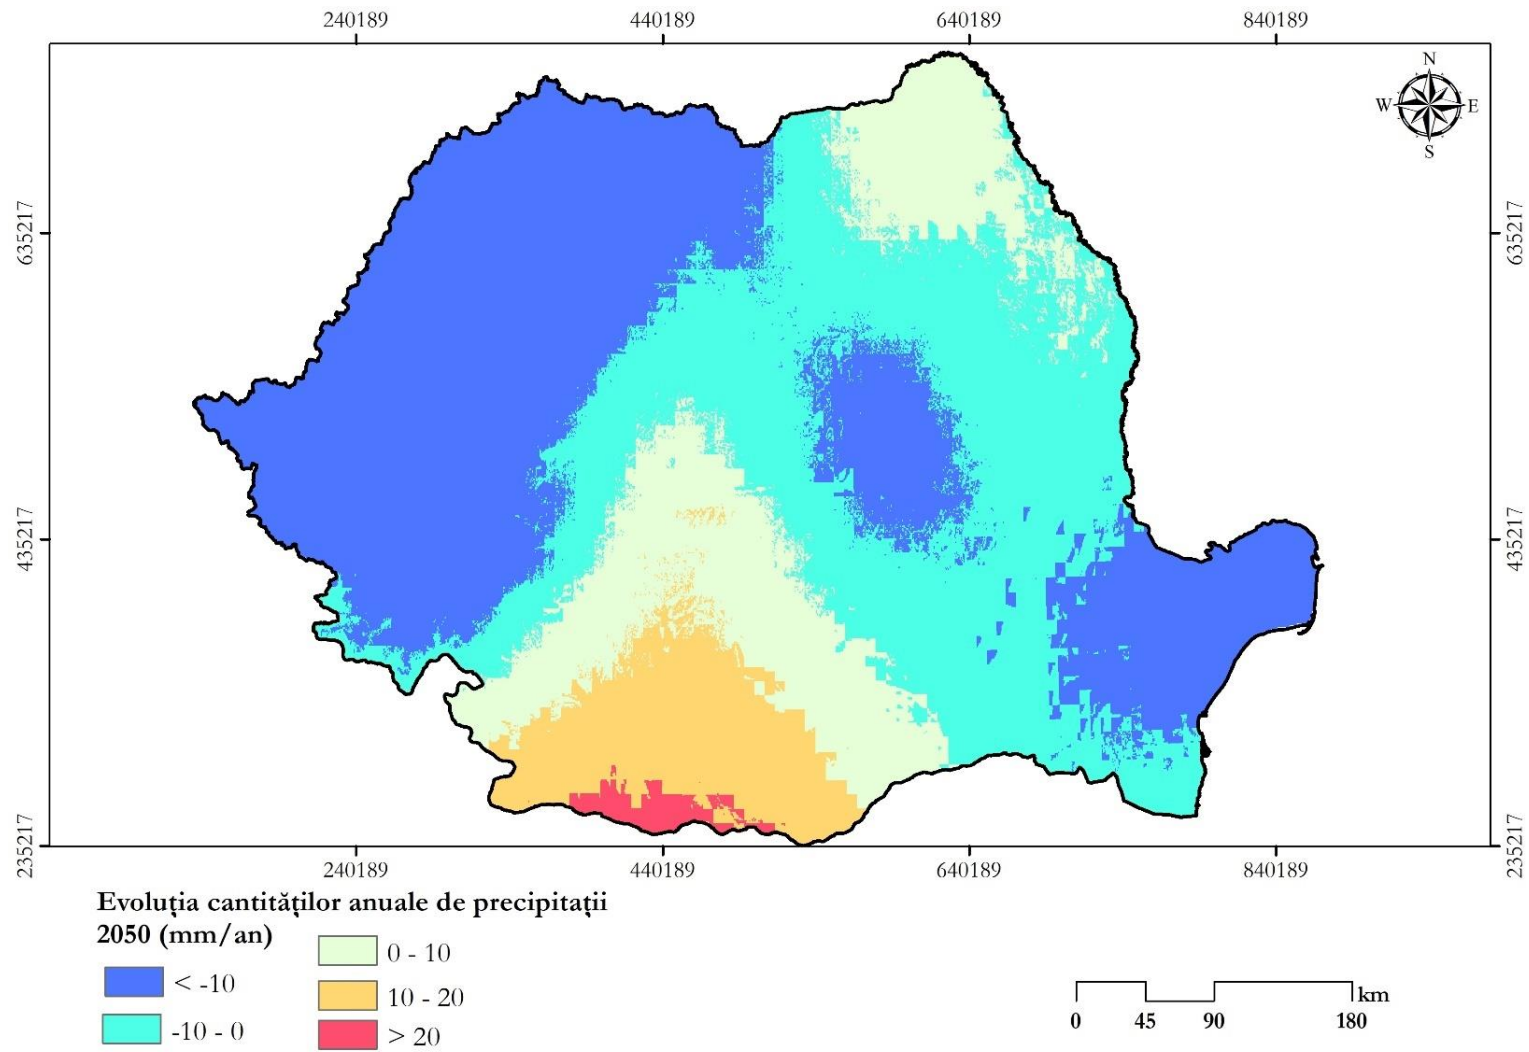 240189 440189 640189 840189
N
W E
S
635217 635217
435217 435217
235217 235217
240189 440189 640189 840189
Evoluția cantităților anuale de precipitații
2050 (mm/an)
< -10
-10 - 0
0 - 10
10 - 20
> 20
km
0 45 90 180